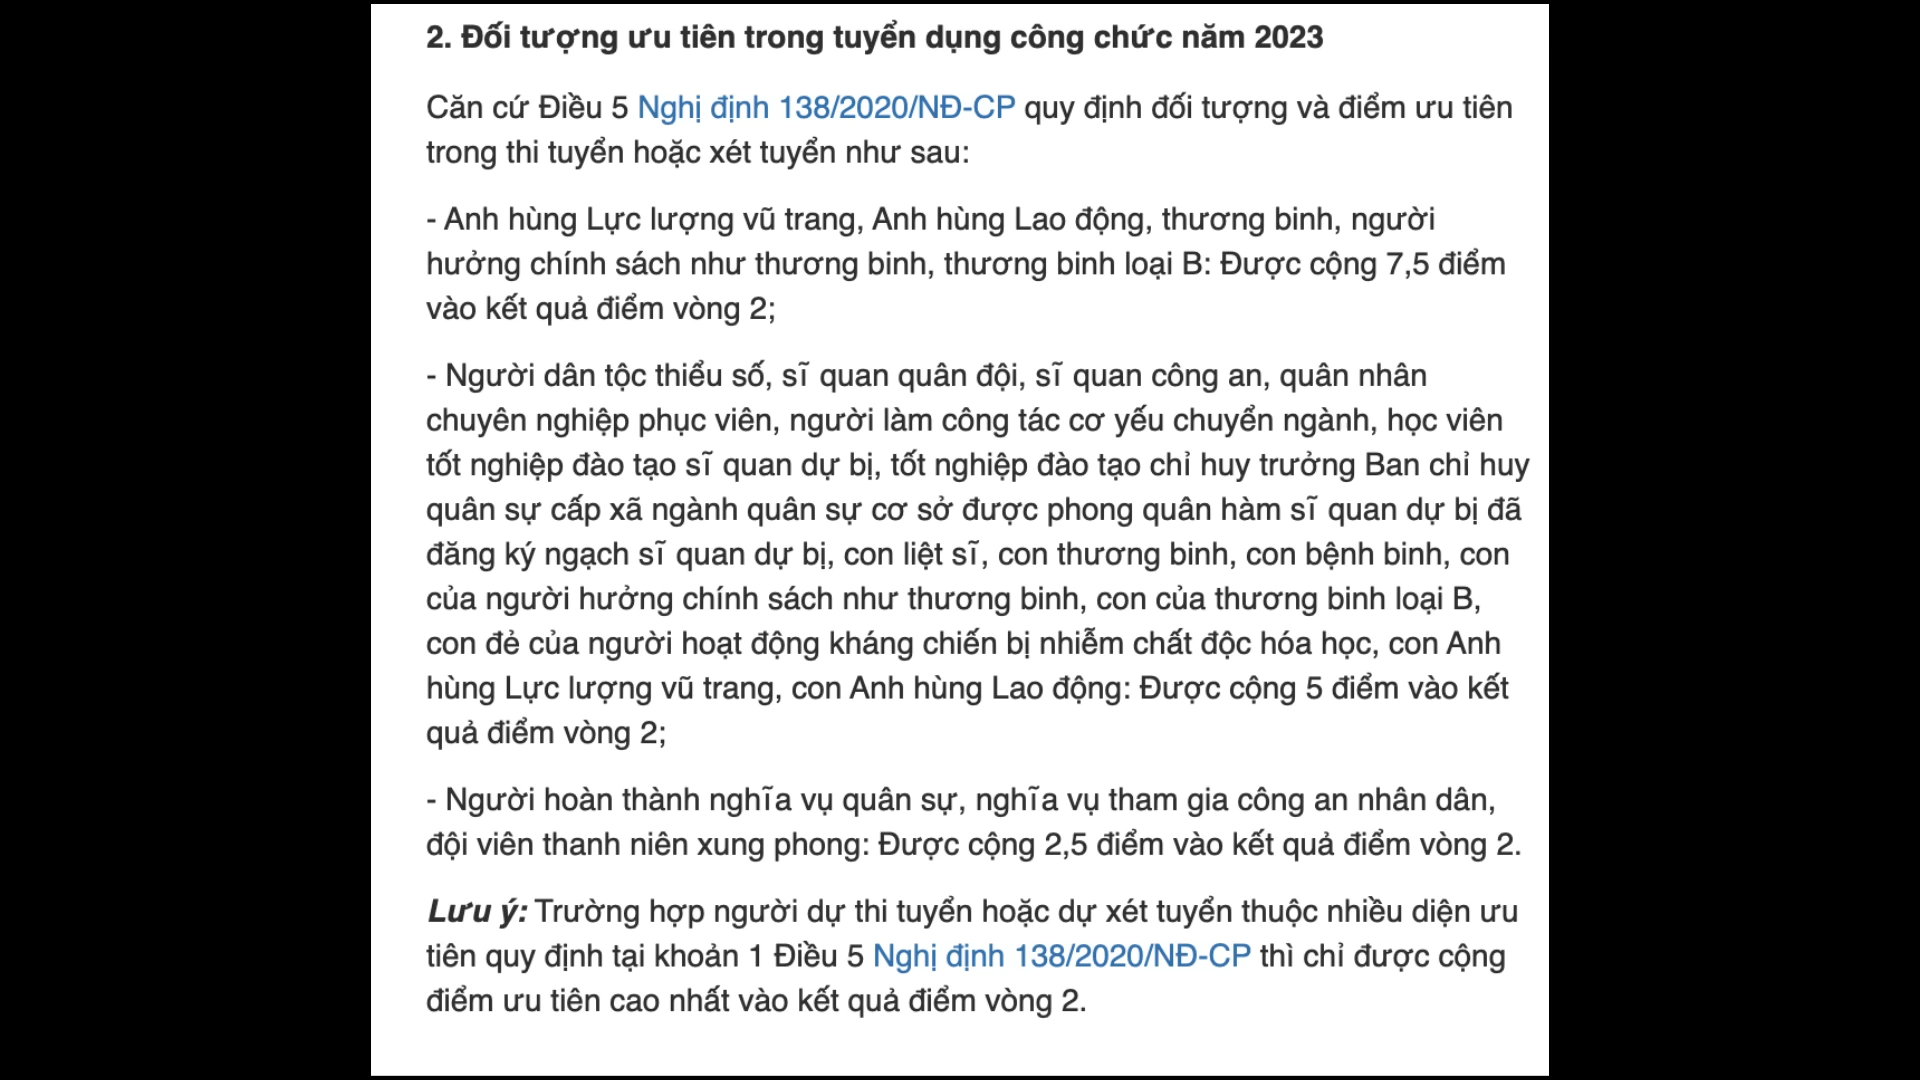 2. Đối tượng ưu tiên trong tuyển dụng công chức năm 2023
Căn cứ Điều 5 Nghị định 138/2020/NĐ-CP quy định đối tượng và điểm ưu tiên
trong thi tuyển hoặc xét tuyển như sau:
- Anh hùng Lực lượng vũ trang, Anh hùng Lao động, thương binh, người
hưởng chính sách như thương binh, thương binh loại B: Được cộng 7,5 điểm
vào kết quả điểm vòng 2;
- Người dân tộc thiểu số, sĩ quan quân đội, sĩ quan công an, quân nhân
chuyên nghiệp phục viên, người làm công tác cơ yếu chuyển ngành, học viên
tốt nghiệp đào tạo sĩ quan dự bị, tốt nghiệp đào tạo chỉ huy trưởng Ban chỉ huy
quân sự cấp xã ngành quân sự cơ sở được phong quân hàm sĩ quan dự bị đã
đăng ký ngạch sĩ quan dự bị, con liệt sĩ, con thương binh, con bệnh binh, con
của người hưởng chính sách như thương binh, con của thương binh loại B,
con đẻ của người hoạt động kháng chiến bị nhiễm chất độc hóa học, con Anh
hùng Lực lượng vũ trang, con Anh hùng Lao động: Được cộng 5 điểm vào kết
quả điểm vòng 2;
- Người hoàn thành nghĩa vụ quân sự, nghĩa vụ tham gia công an nhân dân,
đội viên thanh niên xung phong: Được cộng 2,5 điểm vào kết quả điểm vòng 2.
Lưu ý: Trường hợp người dự thi tuyển hoặc dự xét tuyển thuộc nhiều diện ưu
tiên quy định tại khoản 1 Điều 5 Nghị định 138/2020/NĐ-CP thì chỉ được cộng
điểm ưu tiên cao nhất vào kết quả điểm vòng 2.